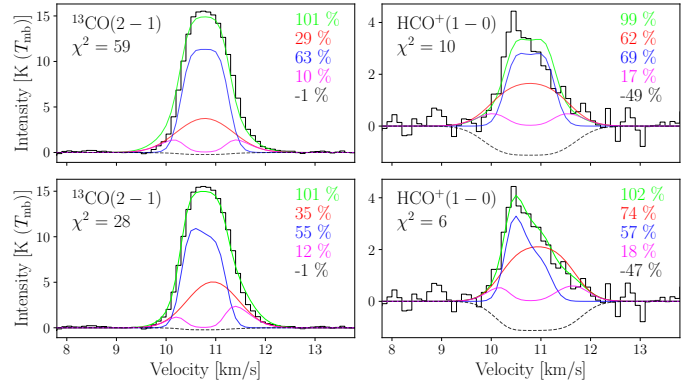 ¹³CO(2−1)
χ² = 59
101 %
29 %
63 %
10 %
-1 %
HCO⁺(1−0)
χ² = 10
99 %
62 %
69 %
17 %
-49 %
15
10
5
0
4
2
0
Intensity [K (T_mb)]
¹³CO(2−1)
χ² = 28
101 %
35 %
55 %
12 %
-1 %
HCO⁺(1−0)
χ² = 6
102 %
74 %
57 %
18 %
-47 %
15
10
5
0
4
2
0
Intensity [K (T_mb)]
8 9 10 11 12 13
8 9 10 11 12 13
Velocity [km/s]
Velocity [km/s]